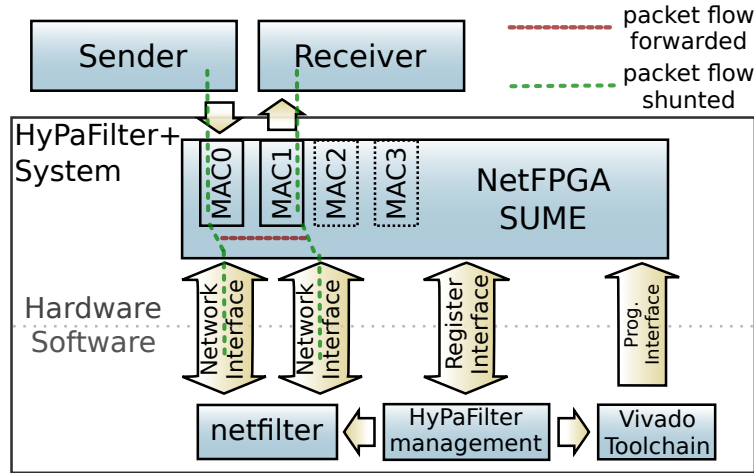 packet flow
forwarded
packet flow
shunted
Sender
Receiver
HyPaFilter+
System
MAC0
MAC1
MAC2
MAC3
NetFPGA
SUME
Hardware
Software
Network
Interface
Network
Interface
Register
Interface
Prog.
Interface
netfilter
HyPaFilter
management
Vivado
Toolchain